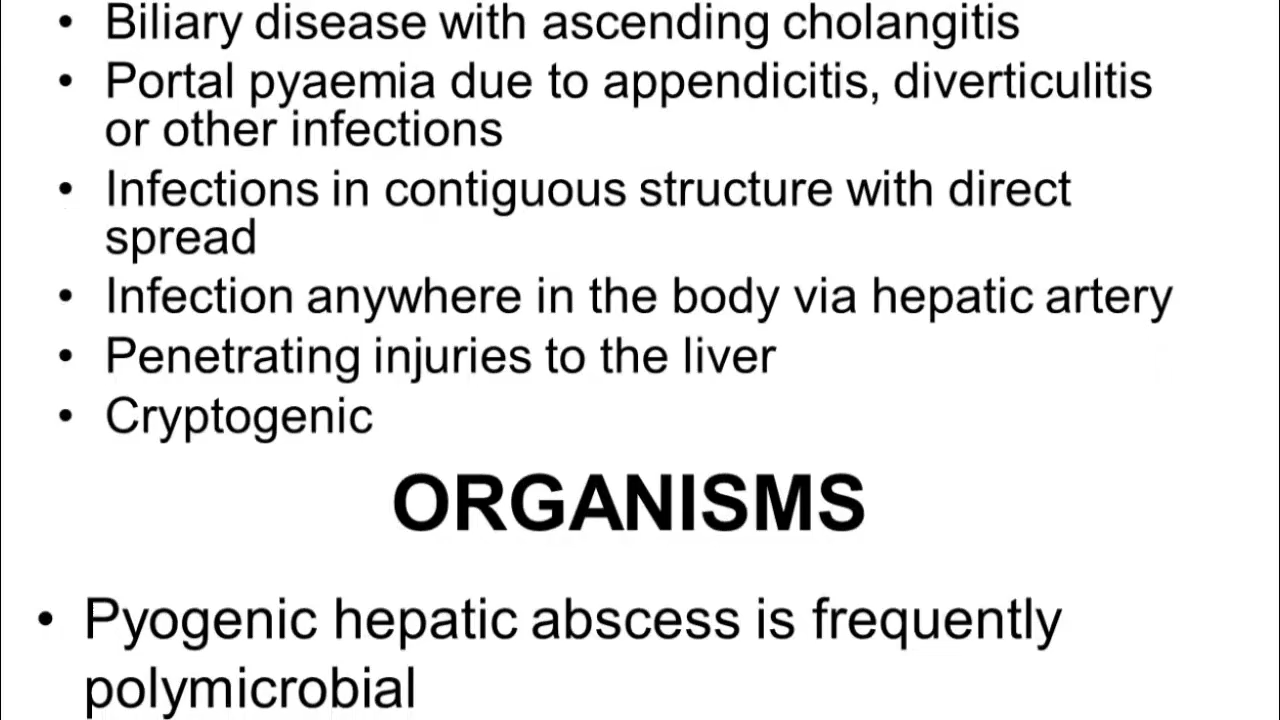 • Biliary disease with ascending cholangitis
• Portal pyaemia due to appendicitis, diverticulitis
or other infections
• Infections in contiguous structure with direct
spread
• Infection anywhere in the body via hepatic artery
• Penetrating injuries to the liver
• Cryptogenic
ORGANISMS
• Pyogenic hepatic abscess is frequently
polymicrobial